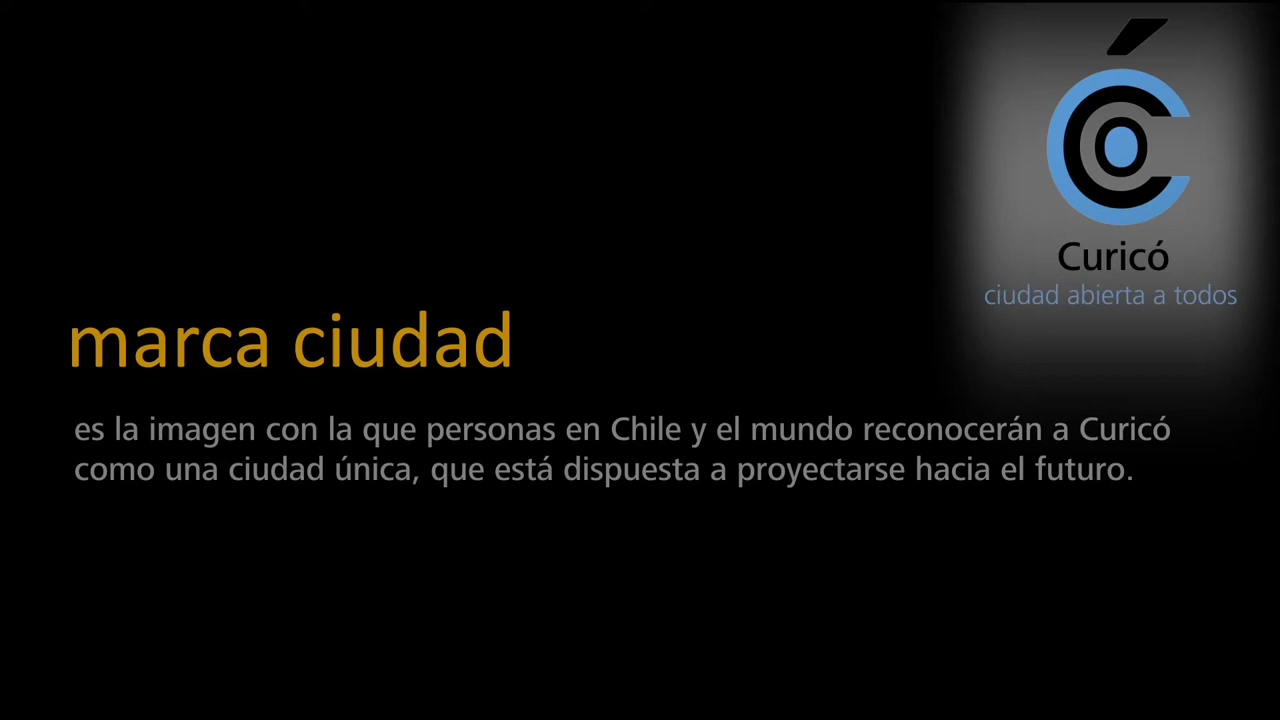 Curicó
ciudad abierta a todos
marca ciudad
es la imagen con la que personas en Chile y el mundo reconocerán a Curicó
como una ciudad única, que está dispuesta a proyectarse hacia el futuro.